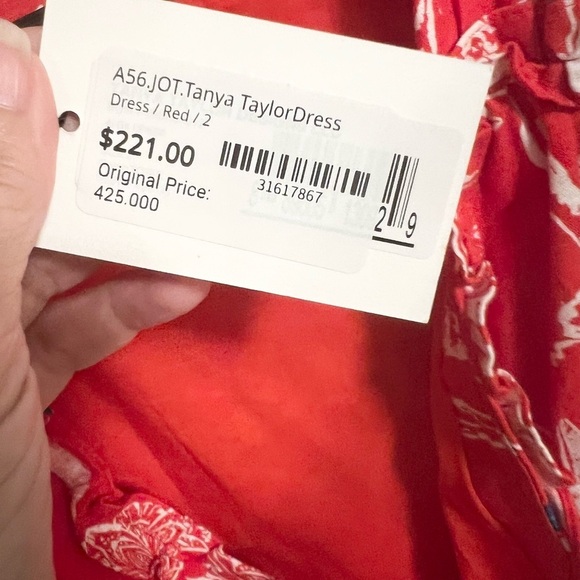 A56.JOT.Tanya TaylorDress
Dress / Red / 2
$221.00
Original Price:
425.000
31617867
2 9